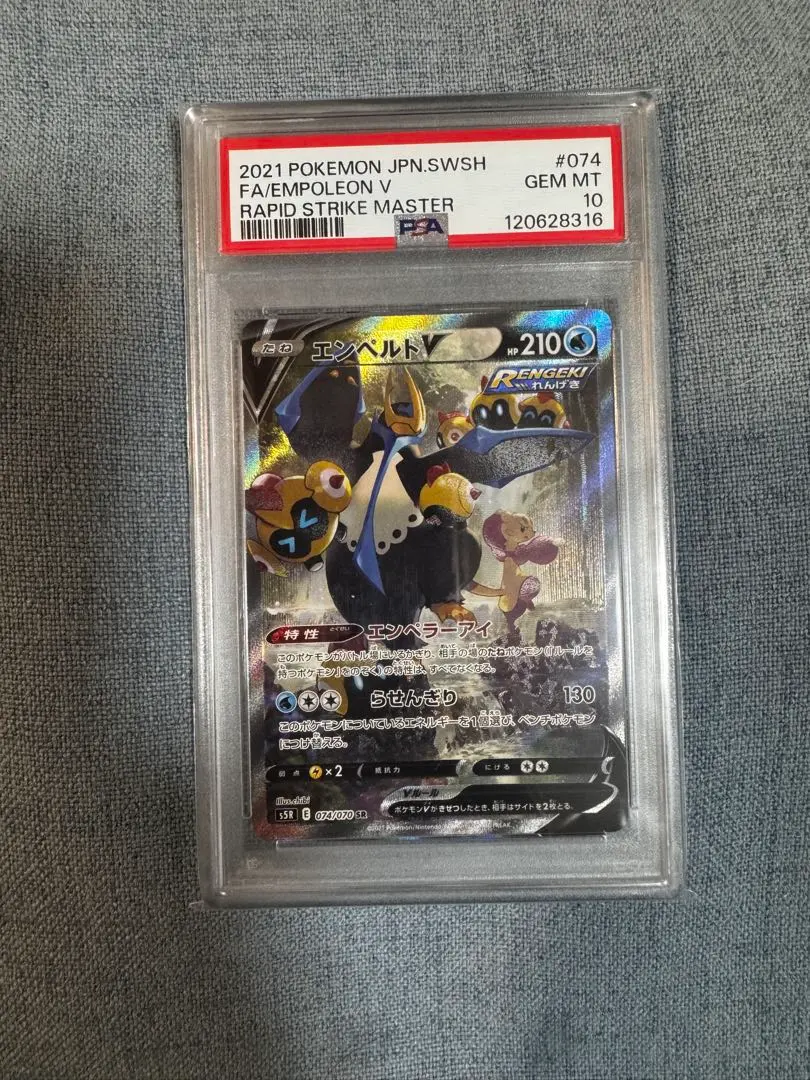 2021 POKEMON JPN.SWSH #074
FA/EMPOLEON V GEM MT
RAPID STRIKE MASTER 10
PSA 120628316
たね エンペルトV HP 210
RENGEKI
れんげき
特性 とくせい エンペラーアイ
このポケモンがバトル場にいるかぎり、相手の場のたねポケモン(「ルールを
持つポケモン」をのぞく)の特性は、すべてなくなる。
らせんぎり 130
このポケモンについているエネルギーを1個選び、ベンチポケモン
につけ替える。
弱点 ×2 抵抗力 にげる
Vルール
ポケモンVがきぜつしたとき、相手はサイドを2枚とる。
illus.chibi
s5R E 074/070 SR
©2021 Pokémon/Nintendo